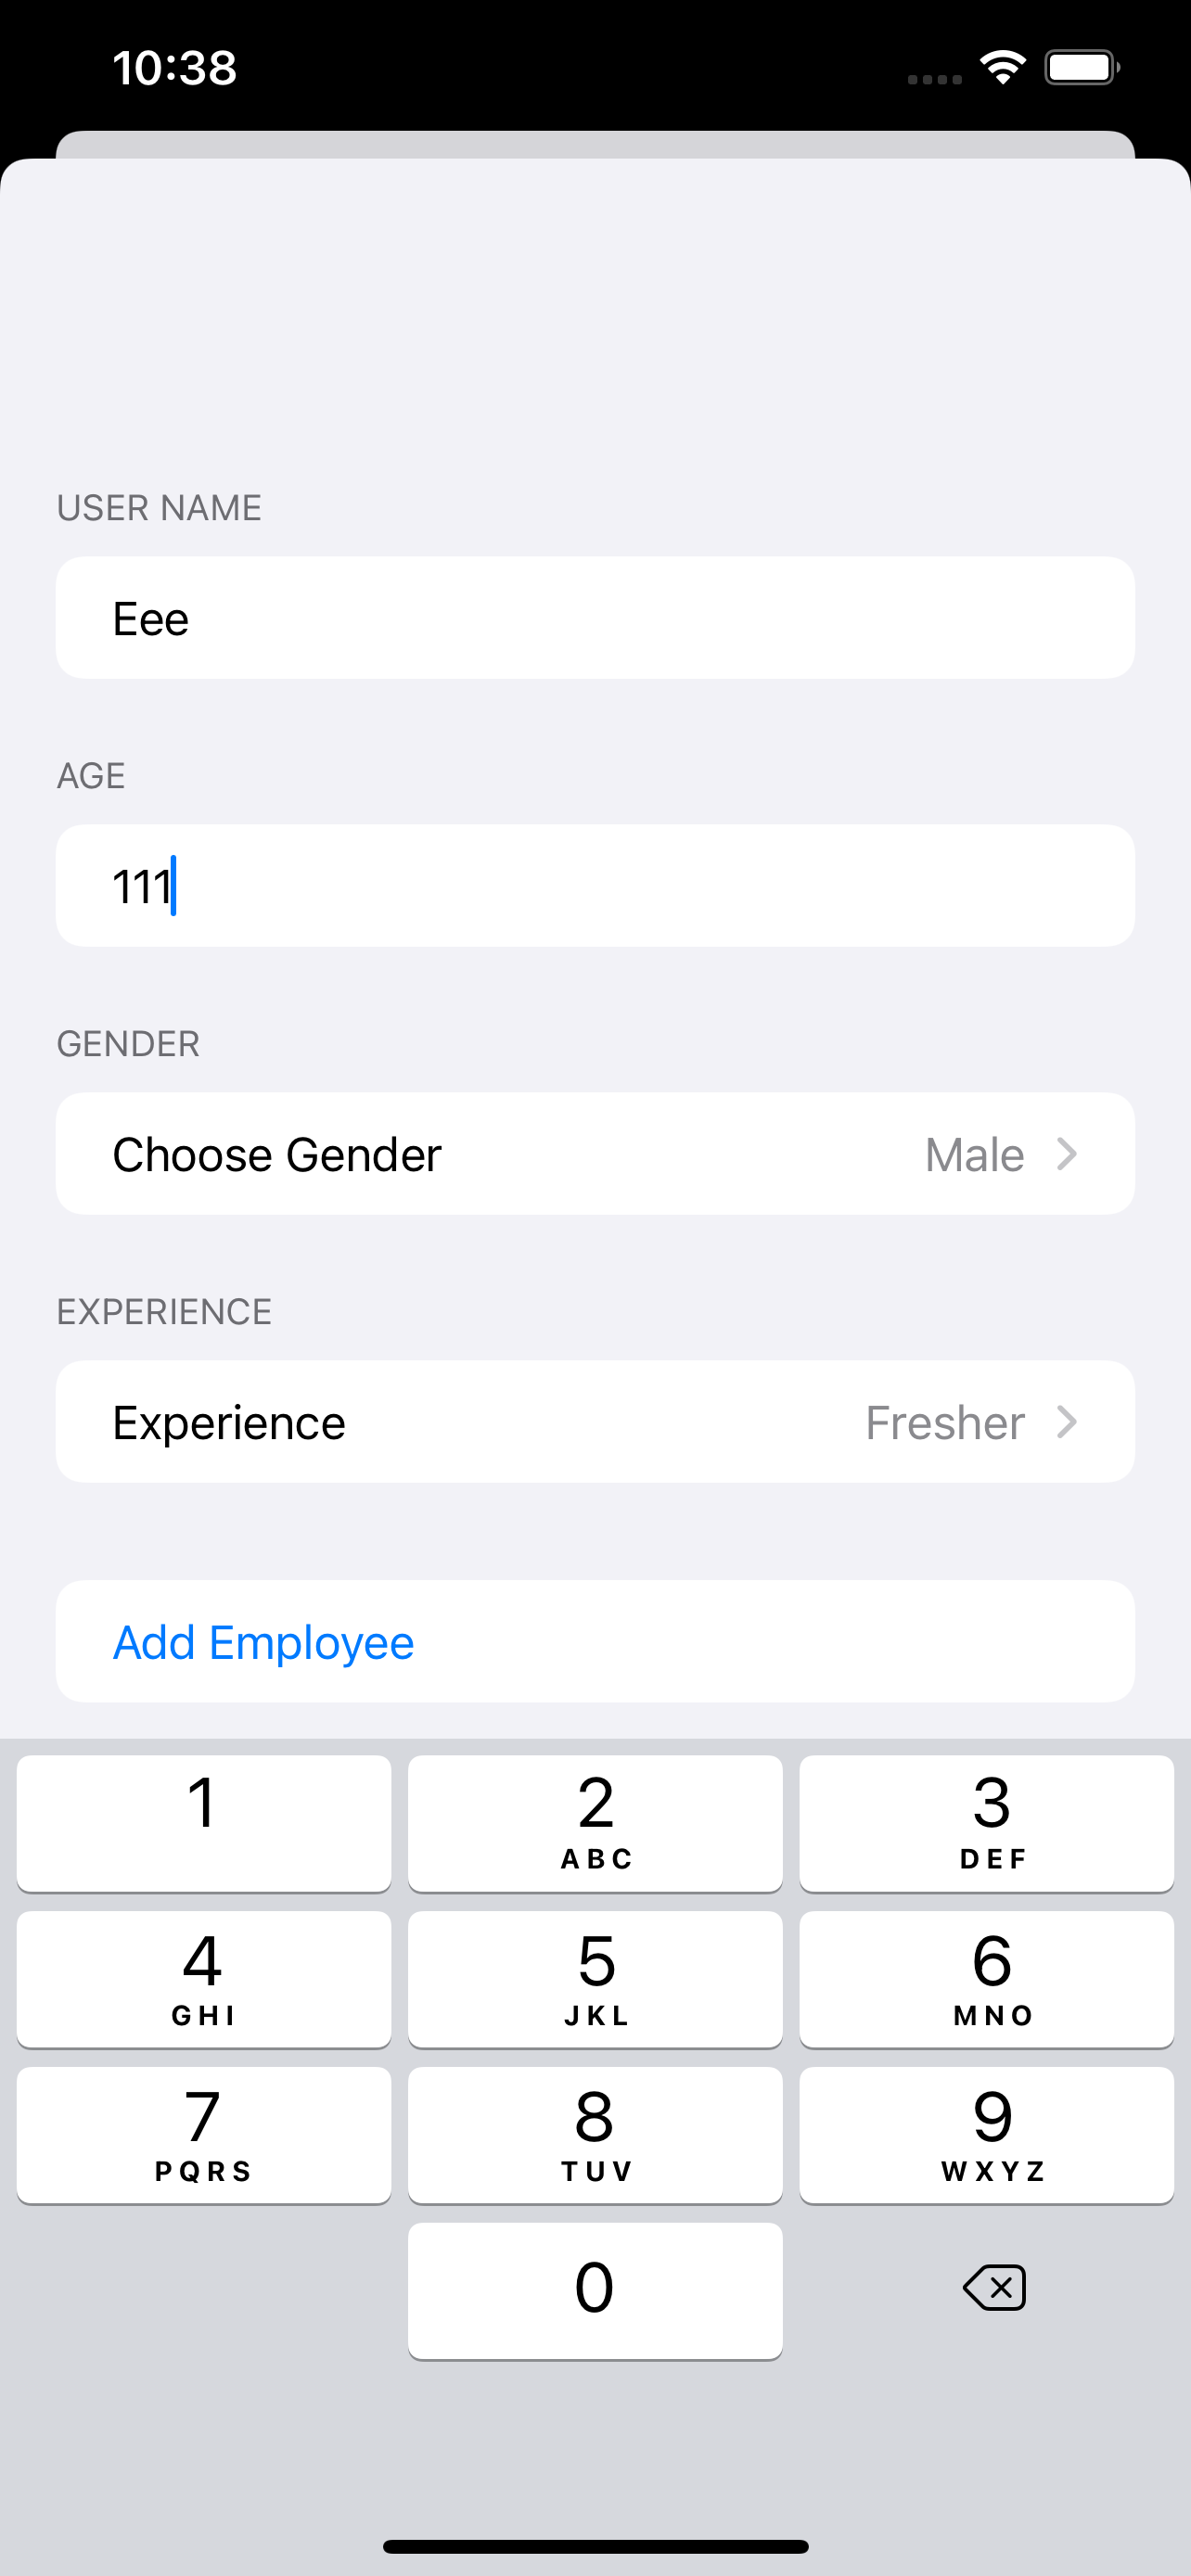 10:38
USER NAME
Eee
AGE
111
GENDER
Choose Gender Male
EXPERIENCE
Experience Fresher
Add Employee
1 2 3
ABC DEF
4 5 6
GHI JKL MNO
7 8 9
PQRS TUV WXYZ
0